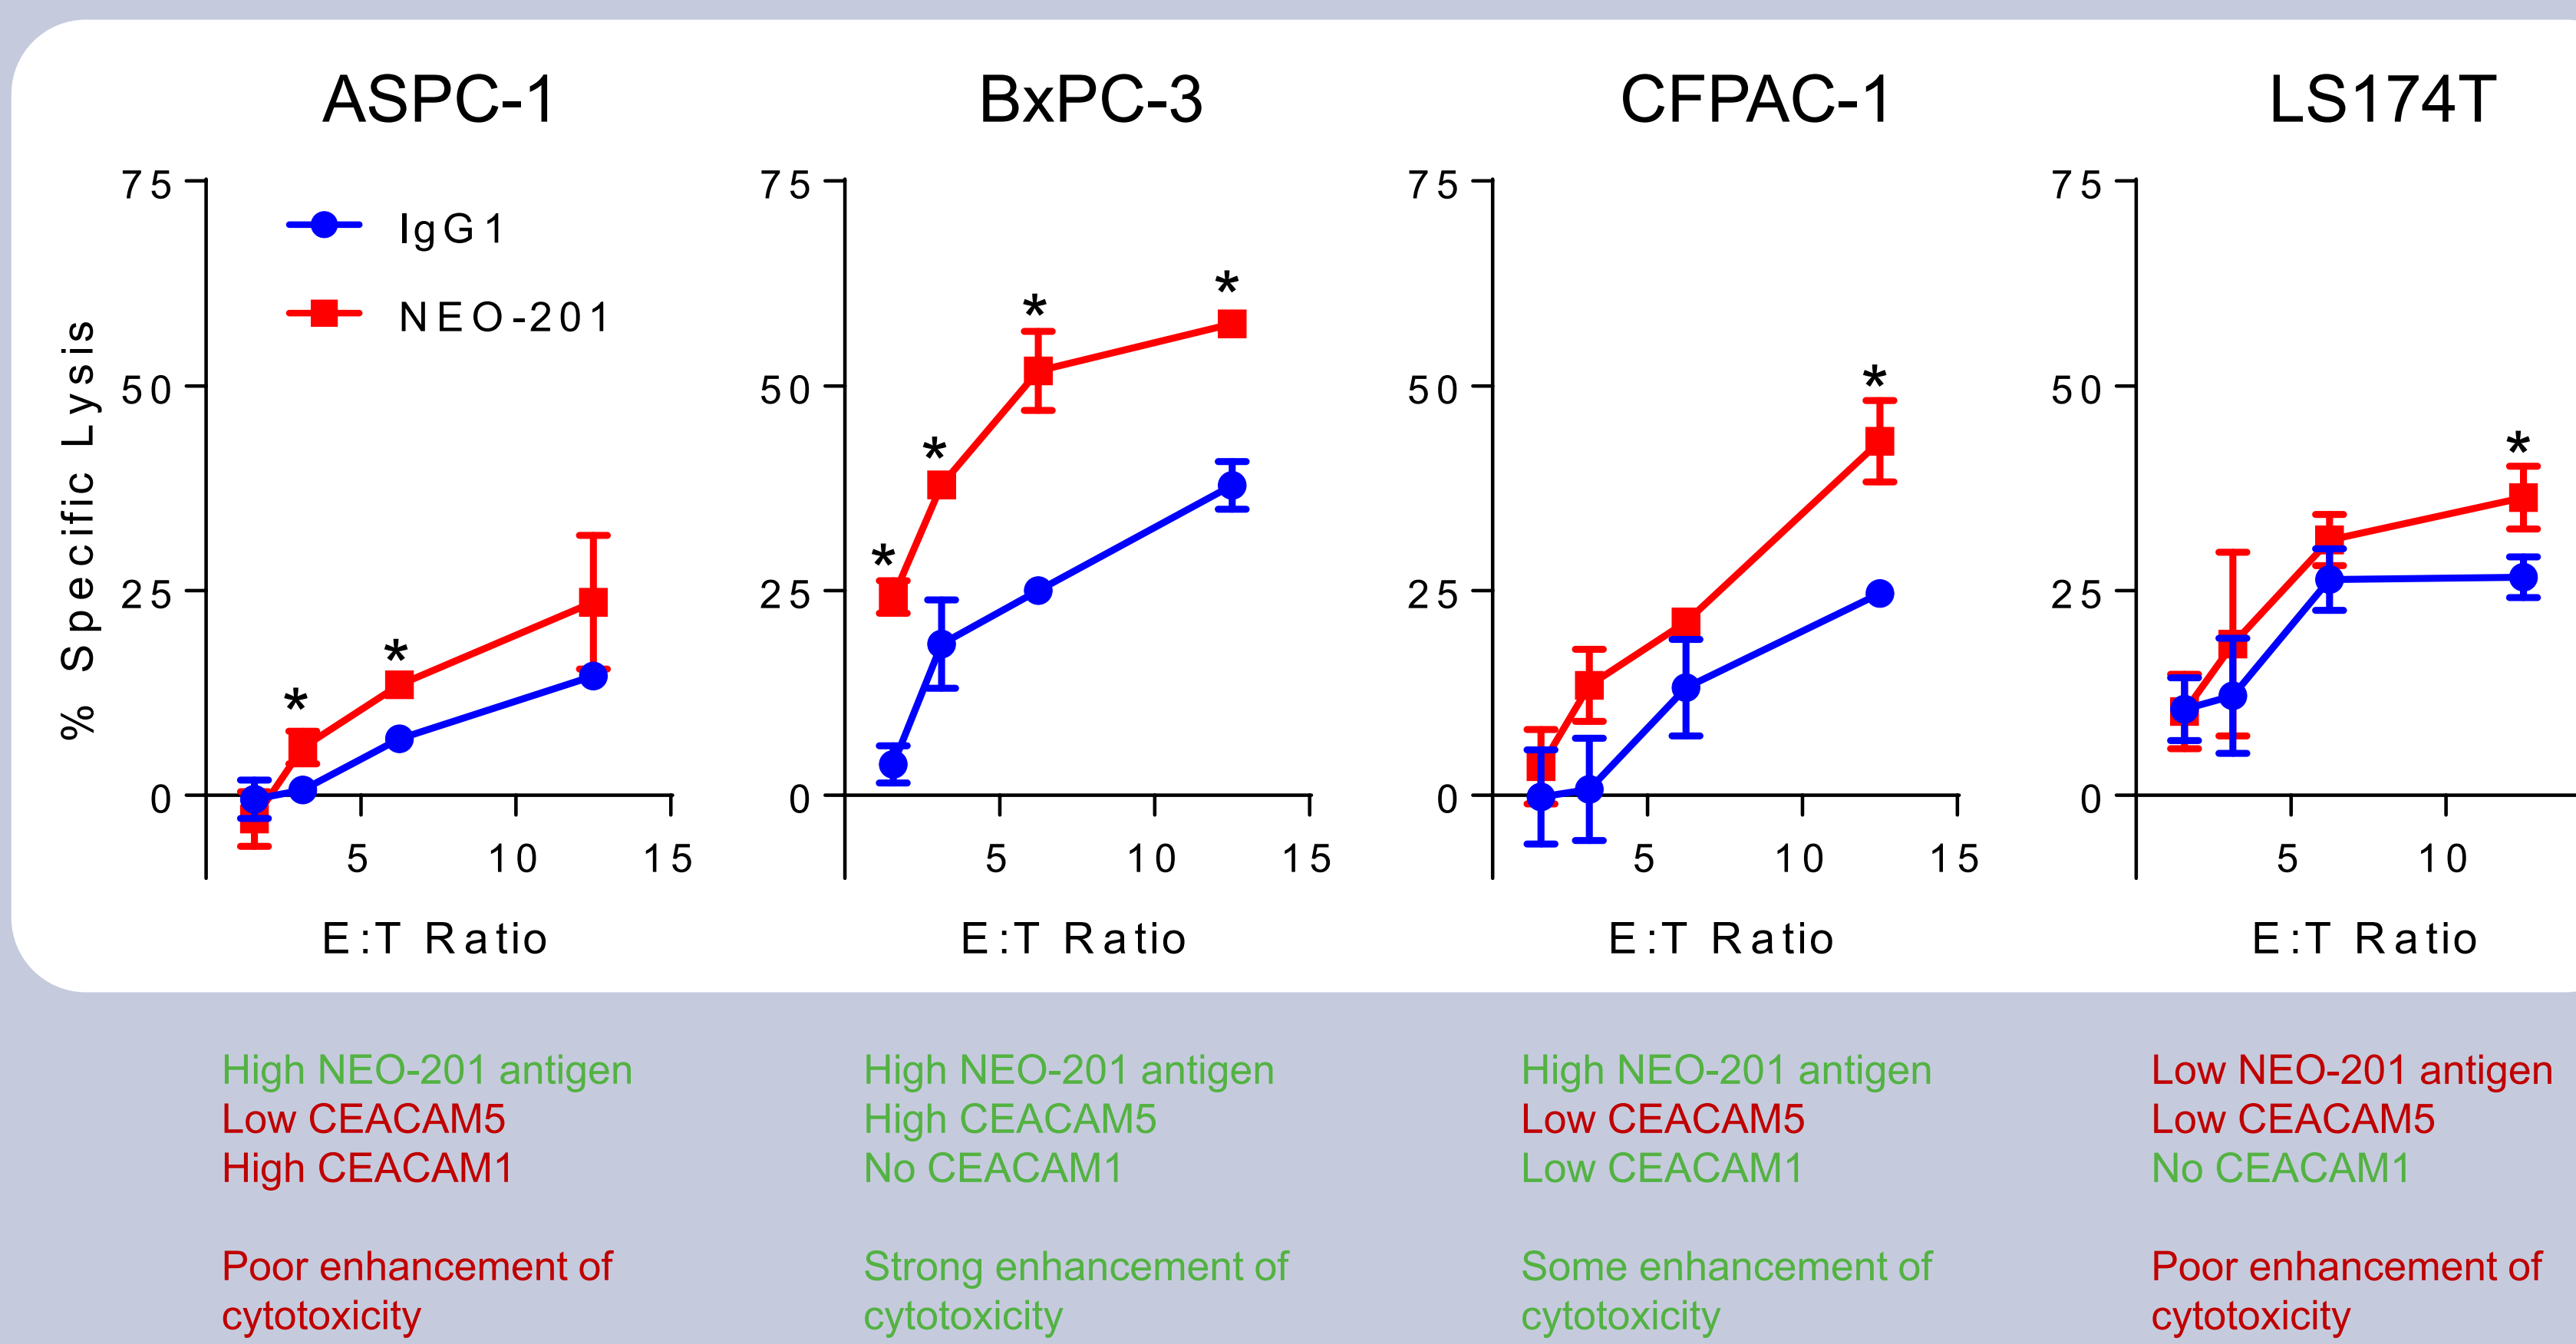 ASPC-1
BxPC-3
CFPAC-1
LS174T
% Specific Lysis
75
50
25
0
5
10
15
IgG1
NEO-201
*
*
E:T Ratio
75
50
25
0
5
10
15
*
*
*
*
E:T Ratio
75
50
25
0
5
10
15
*
E:T Ratio
75
50
25
0
5
10
*
E:T Ratio
High NEO-201 antigen
Low CEACAM5
High CEACAM1
Poor enhancement of
cytotoxicity
High NEO-201 antigen
High CEACAM5
No CEACAM1
Strong enhancement of
cytotoxicity
High NEO-201 antigen
Low CEACAM5
Low CEACAM1
Some enhancement of
cytotoxicity
Low NEO-201 antigen
Low CEACAM5
No CEACAM1
Poor enhancement of
cytotoxicity